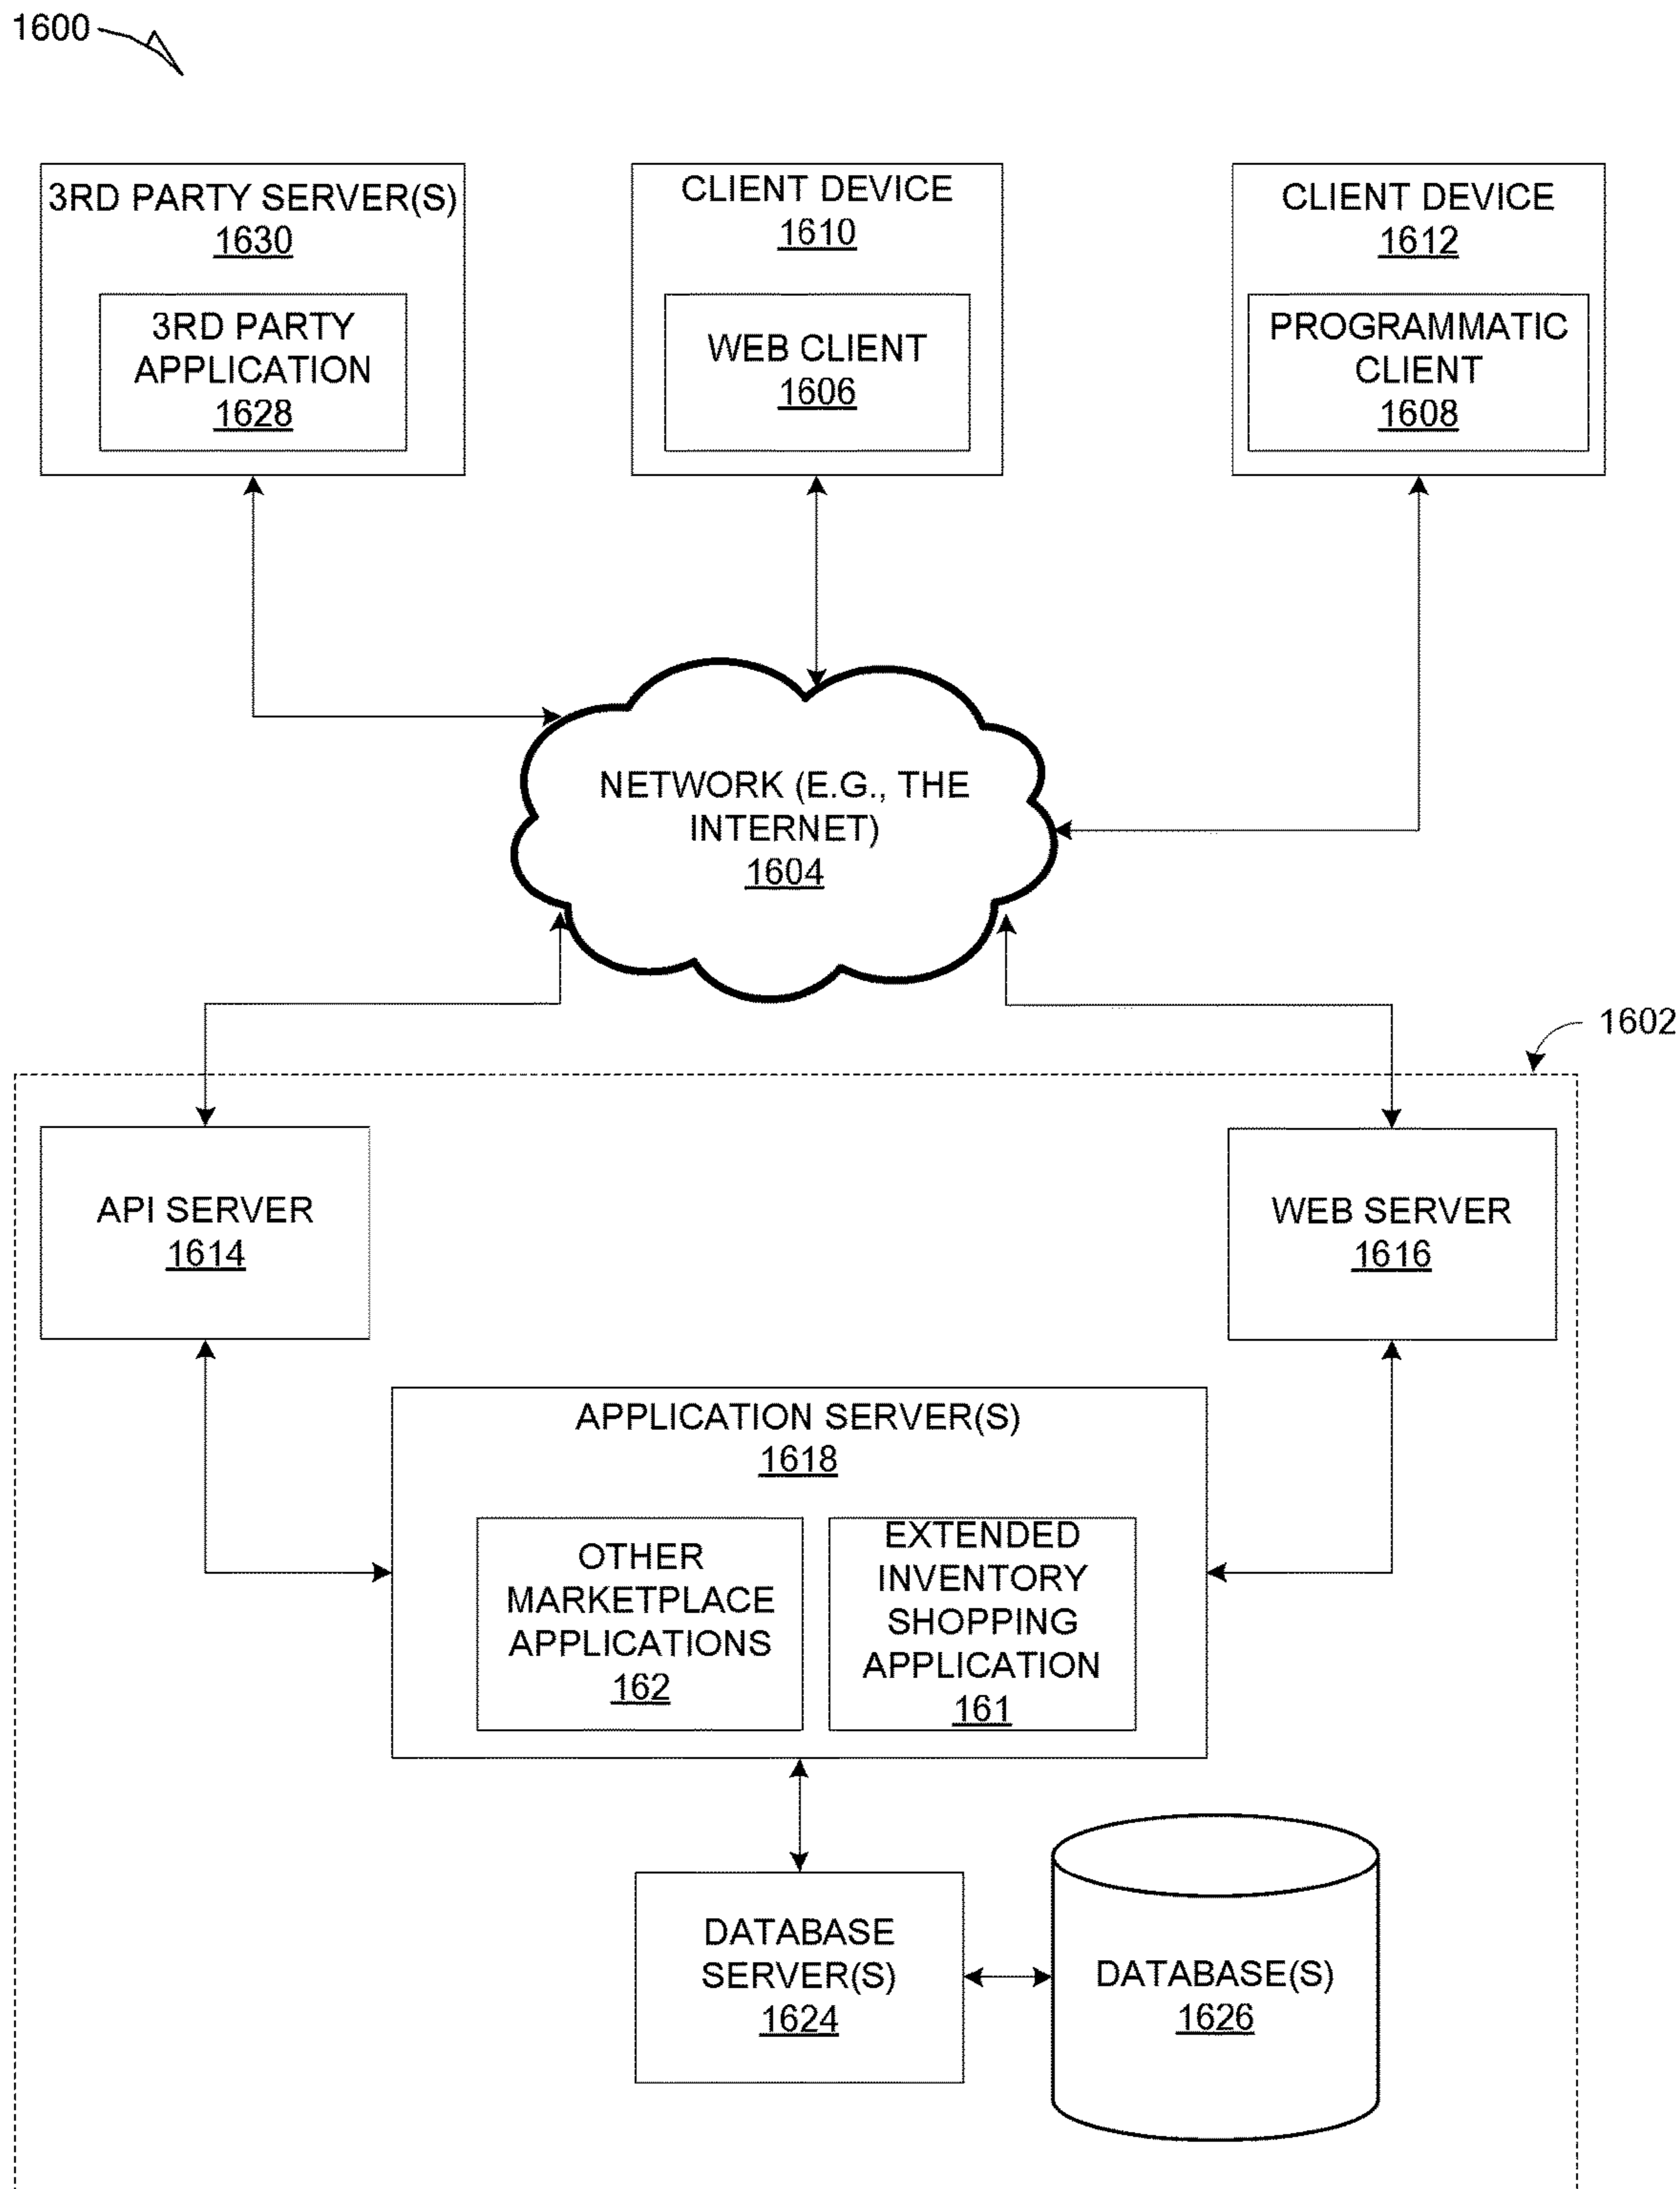 1600
3RD PARTY SERVER(S)
1630
3RD PARTY
APPLICATION
1628
CLIENT DEVICE
1610
WEB CLIENT
1606
CLIENT DEVICE
1612
PROGRAMMATIC
CLIENT
1608
NETWORK (E.G., THE
INTERNET)
1604
1602
API SERVER
1614
WEB SERVER
1616
APPLICATION SERVER(S)
1618
OTHER
MARKETPLACE
APPLICATIONS
162
EXTENDED
INVENTORY
SHOPPING
APPLICATION
161
DATABASE
SERVER(S)
1624
DATABASE(S)
1626